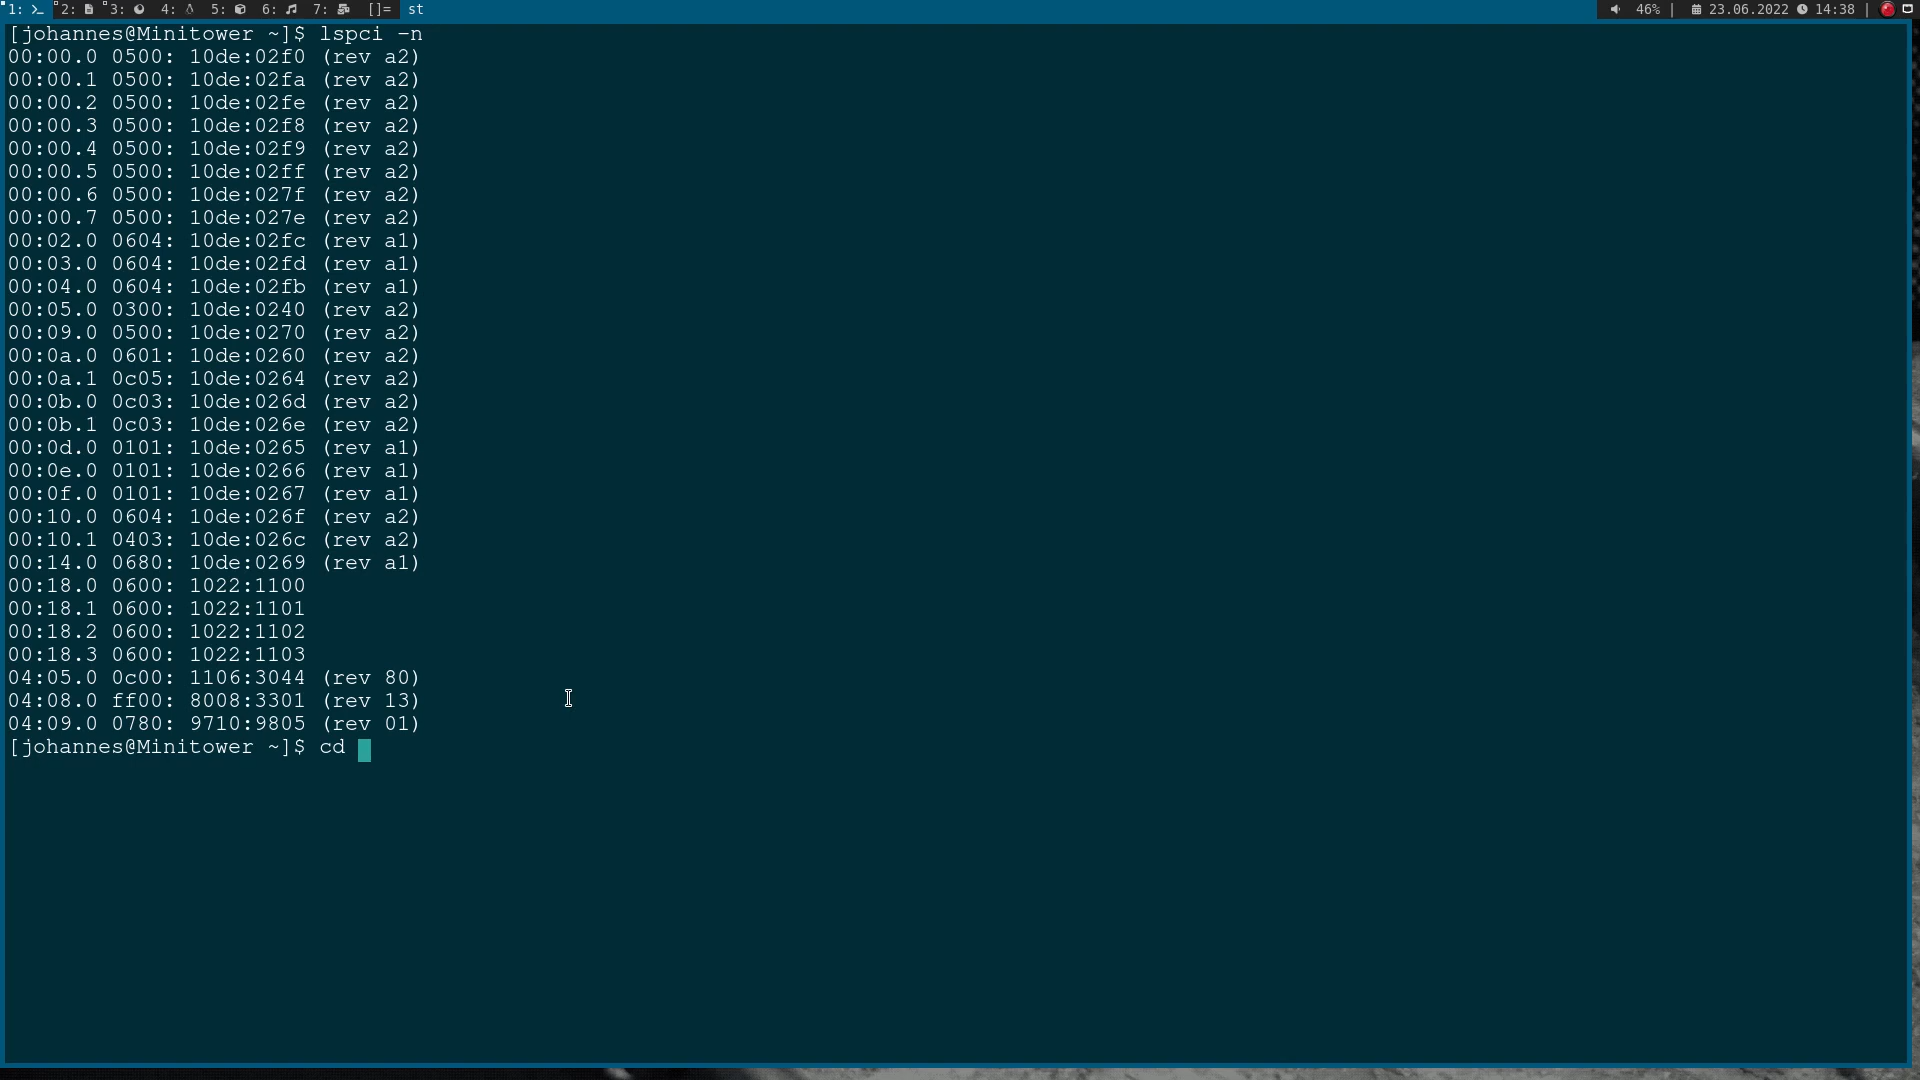 1: 2: 3: 4: 5: 6: 7: []= st 46% | 23.06.2022 14:38 |
[johannes@Minitower ~]$ lspci -n
00:00.0 0500: 10de:02f0 (rev a2)
00:00.1 0500: 10de:02fa (rev a2)
00:00.2 0500: 10de:02fe (rev a2)
00:00.3 0500: 10de:02f8 (rev a2)
00:00.4 0500: 10de:02f9 (rev a2)
00:00.5 0500: 10de:02ff (rev a2)
00:00.6 0500: 10de:027f (rev a2)
00:00.7 0500: 10de:027e (rev a2)
00:02.0 0604: 10de:02fc (rev a1)
00:03.0 0604: 10de:02fd (rev a1)
00:04.0 0604: 10de:02fb (rev a1)
00:05.0 0300: 10de:0240 (rev a2)
00:09.0 0500: 10de:0270 (rev a2)
00:0a.0 0601: 10de:0260 (rev a2)
00:0a.1 0c05: 10de:0264 (rev a2)
00:0b.0 0c03: 10de:026d (rev a2)
00:0b.1 0c03: 10de:026e (rev a2)
00:0d.0 0101: 10de:0265 (rev a1)
00:0e.0 0101: 10de:0266 (rev a1)
00:0f.0 0101: 10de:0267 (rev a1)
00:10.0 0604: 10de:026f (rev a2)
00:10.1 0403: 10de:026c (rev a2)
00:14.0 0680: 10de:0269 (rev a1)
00:18.0 0600: 1022:1100
00:18.1 0600: 1022:1101
00:18.2 0600: 1022:1102
00:18.3 0600: 1022:1103
04:05.0 0c00: 1106:3044 (rev 80)
04:08.0 ff00: 8008:3301 (rev 13)
04:09.0 0780: 9710:9805 (rev 01)
[johannes@Minitower ~]$ cd